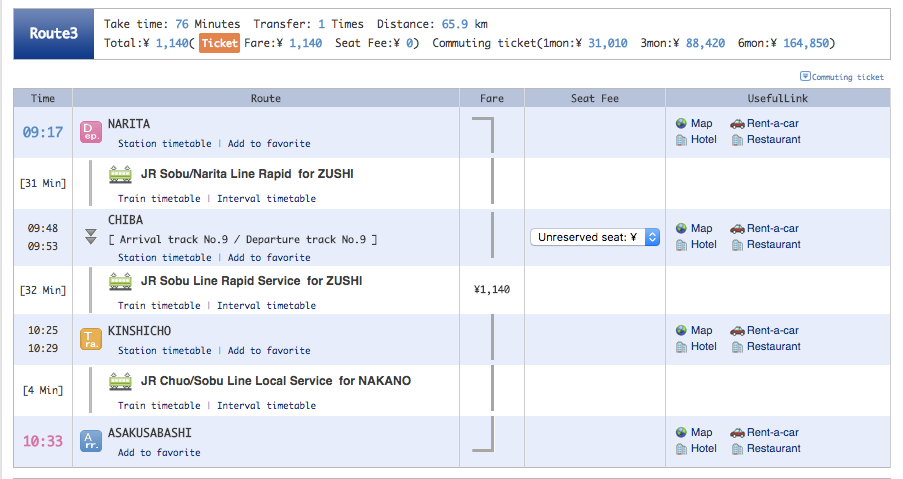 Route3
Take time: 76 Minutes Transfer: 1 Times Distance: 65.9 km
Total:¥ 1,140( Ticket Fare:¥ 1,140 Seat Fee:¥ 0) Commuting ticket(1mon:¥ 31,010 3mon:¥ 88,420 6mon:¥ 164,850)
Commuting ticket
Time Route Fare Seat Fee UsefulLink
09:17 Dep. NARITA Map Rent-a-car
Station timetable | Add to favorite Hotel Restaurant
[31 Min] JR Sobu/Narita Line Rapid for ZUSHI
Train timetable | Interval timetable
CHIBA
09:48 [ Arrival track No.9 / Departure track No.9 ] Unreserved seat: ¥ Map Rent-a-car
09:53 Station timetable | Add to favorite Hotel Restaurant
[32 Min] JR Sobu Line Rapid Service for ZUSHI ¥1,140
Train timetable | Interval timetable
10:25 Tra. KINSHICHO Map Rent-a-car
10:29 Station timetable | Add to favorite Hotel Restaurant
[4 Min] JR Chuo/Sobu Line Local Service for NAKANO
Train timetable | Interval timetable
10:33 Arr. ASAKUSABASHI Map Rent-a-car
Add to favorite Hotel Restaurant